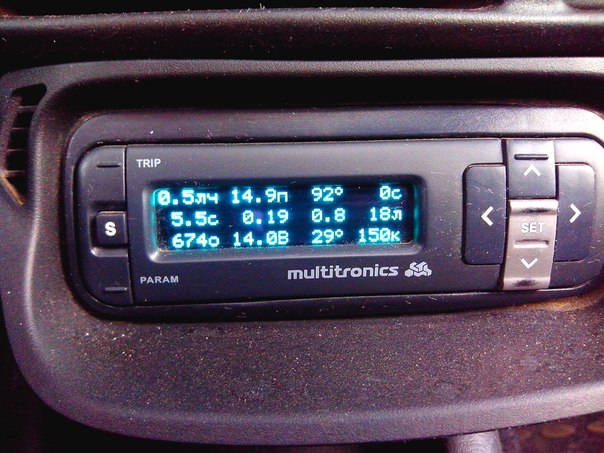 TRIP
0.5лч 14.9п 92° 0с
5.5с 0.19 0.8 18л
674о 14.0В 29° 150к
S
SET
PARAM
multitronics